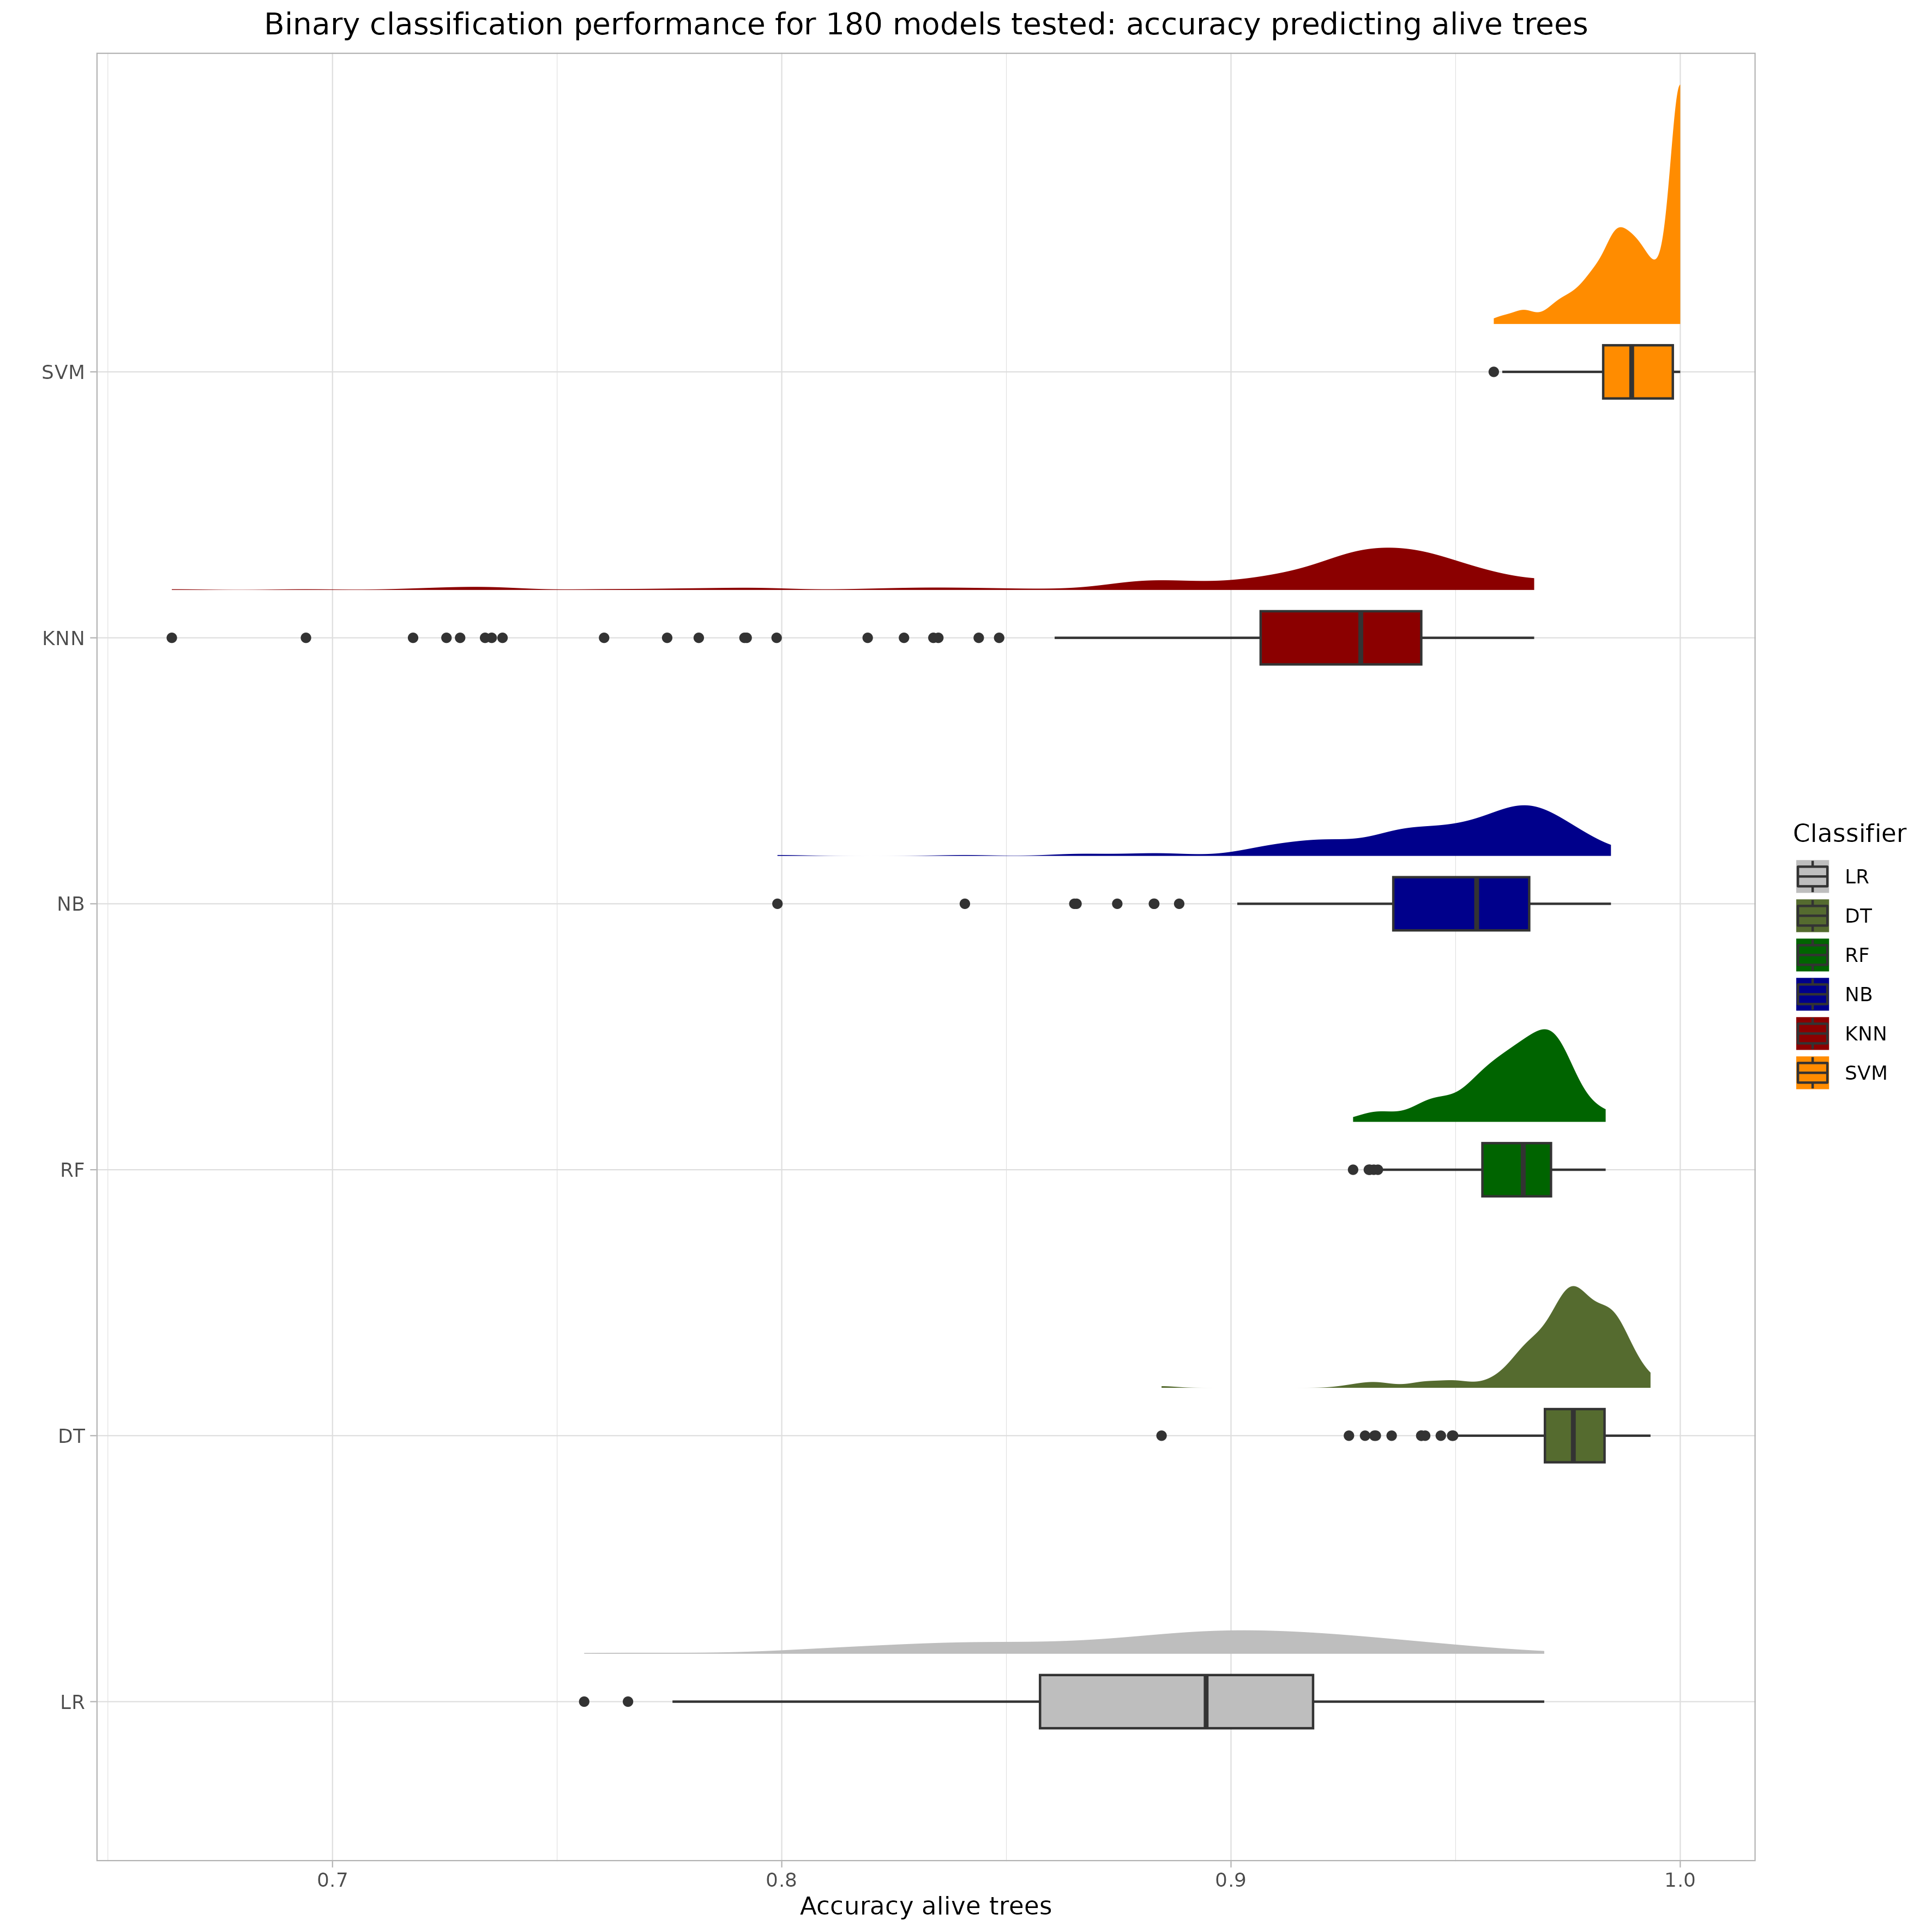 Binary classification performance for 180 models tested: accuracy predicting alive trees
SVM
KNN
NB
RF
DT
LR
0.7
0.8
0.9
1.0
Accuracy alive trees
Classifier
LR
DT
RF
NB
KNN
SVM